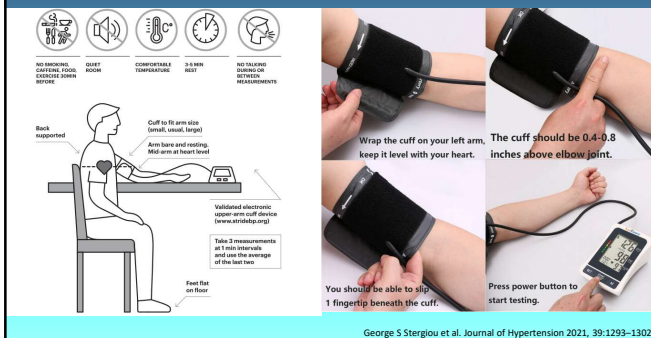 NO SMOKING,
CAFFEINE, FOOD,
EXERCISE 30MIN
BEFORE
QUIET
ROOM
COMFORTABLE
TEMPERATURE
3-5 MIN
REST
NO TALKING
DURING OR
BETWEEN
MEASUREMENTS
C°
Back
supported
Cuff to fit arm size
(small, usual, large)
Arm bare and resting.
Mid-arm at heart level
Validated electronic
upper-arm cuff device
(www.stridebp.org)
Take 3 measurements
at 1 min intervals
and use the average
of the last two
Feet flat
on floor
Wrap the cuff on your left arm,
keep it level with your heart.
The cuff should be 0.4-0.8
inches above elbow joint.
You should be able to slip
1 fingertip beneath the cuff.
Press power button to
start testing.
George S Stergiou et al. Journal of Hypertension 2021, 39:1293–1302